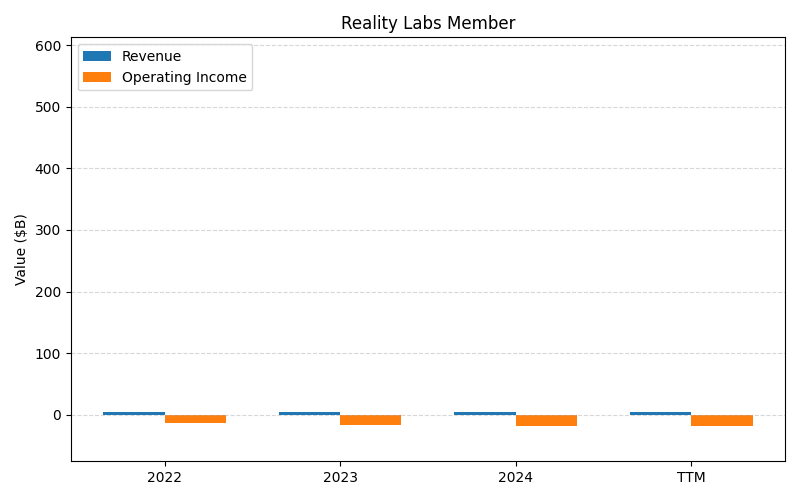 Reality Labs Member
Revenue
Operating Income
Value ($B)
600
500
400
300
200
100
0
2022
2023
2024
TTM